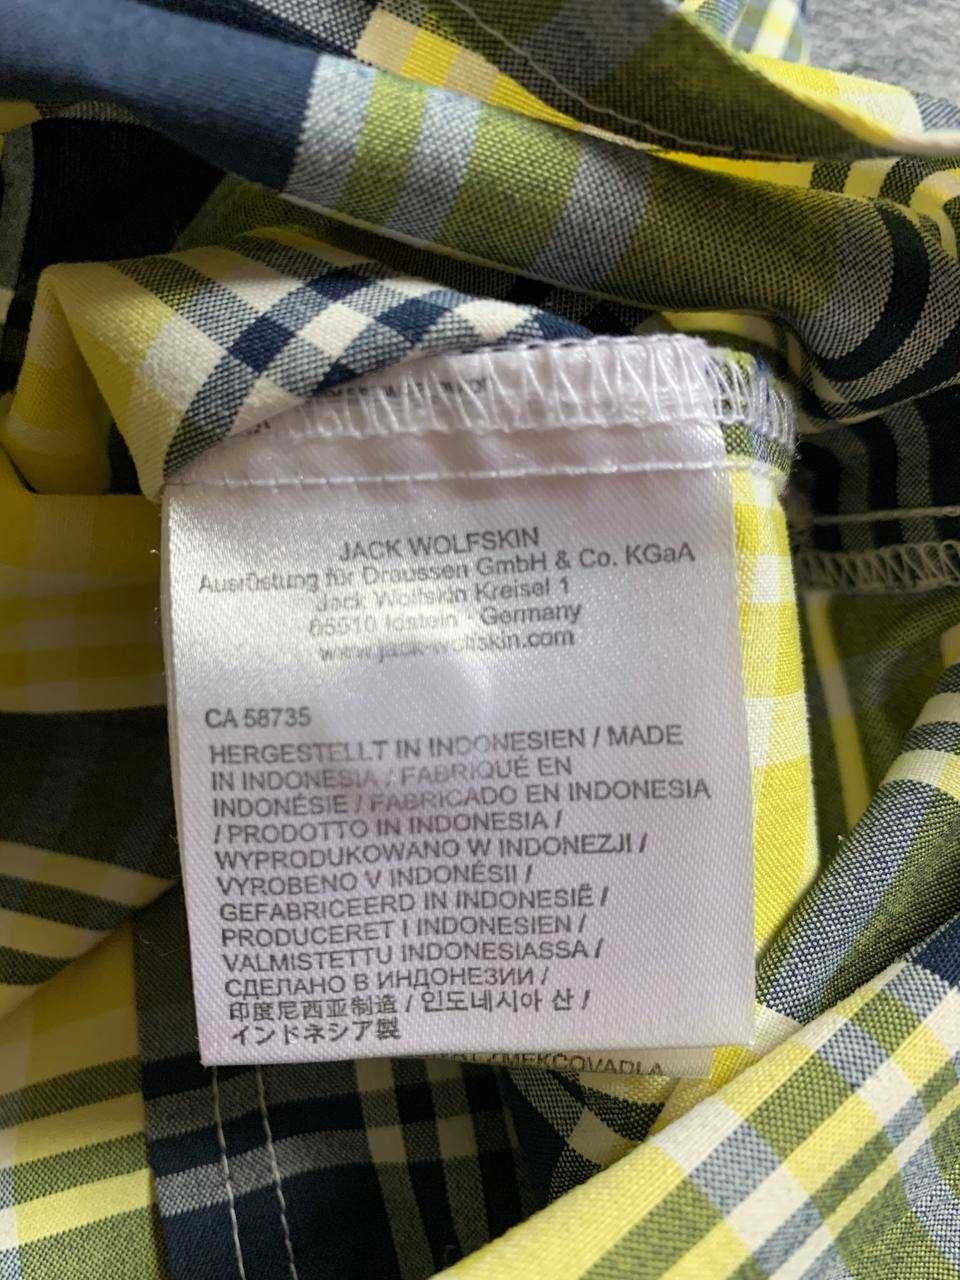 JACK WOLFSKIN
Ausrüstung für Draussen GmbH & Co. KGaA
Jack Wolfskin Kreisel 1
65510 Idstein - Germany
www.jack-wolfskin.com
CA 58735
HERGESTELLT IN INDONESIEN / MADE
IN INDONESIA / FABRIQUÉ EN
INDONÉSIE / FABRICADO EN INDONESIA
/ PRODOTTO IN INDONESIA /
WYPRODUKOWANO W INDONEZJI /
VYROBENO V INDONÉSII /
GEFABRICEERD IN INDONESIË /
PRODUCERET I INDONESIEN /
VALMISTETTU INDONESIASSA /
СДЕЛАНО В ИНДОНЕЗИИ /
印度尼西亚制造 / 인도네시아 산 /
インドネシア製